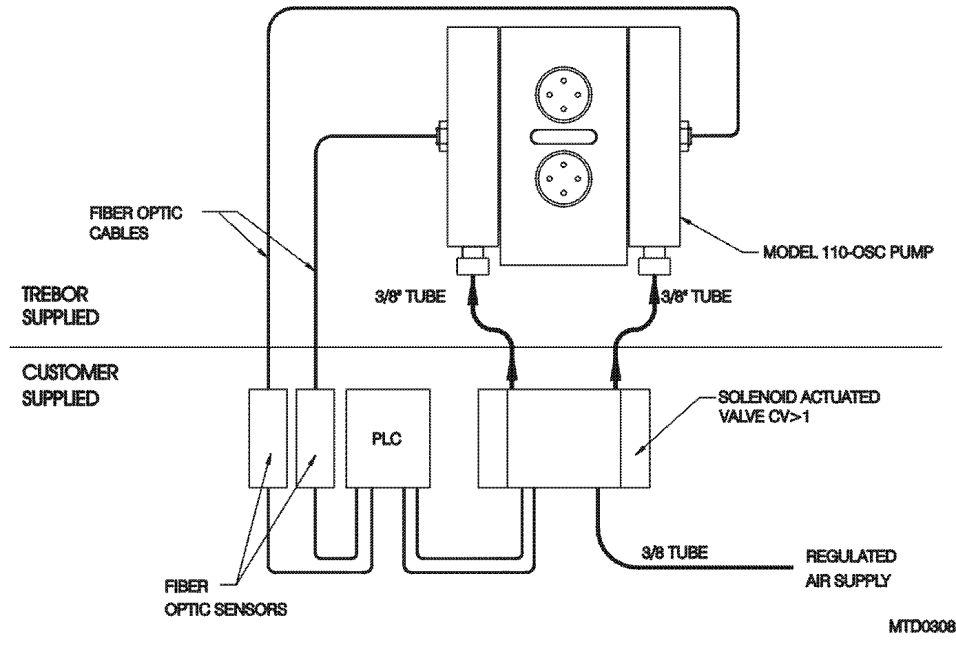 FIBER OPTIC
CABLES
MODEL 110-OSC PUMP
3/8" TUBE
3/8" TUBE
TREBOR
SUPPLIED
CUSTOMER
SUPPLIED
PLC
SOLENOID ACTUATED
VALVE CV>1
3/8 TUBE
REGULATED
AIR SUPPLY
FIBER
OPTIC SENSORS
MTD0308